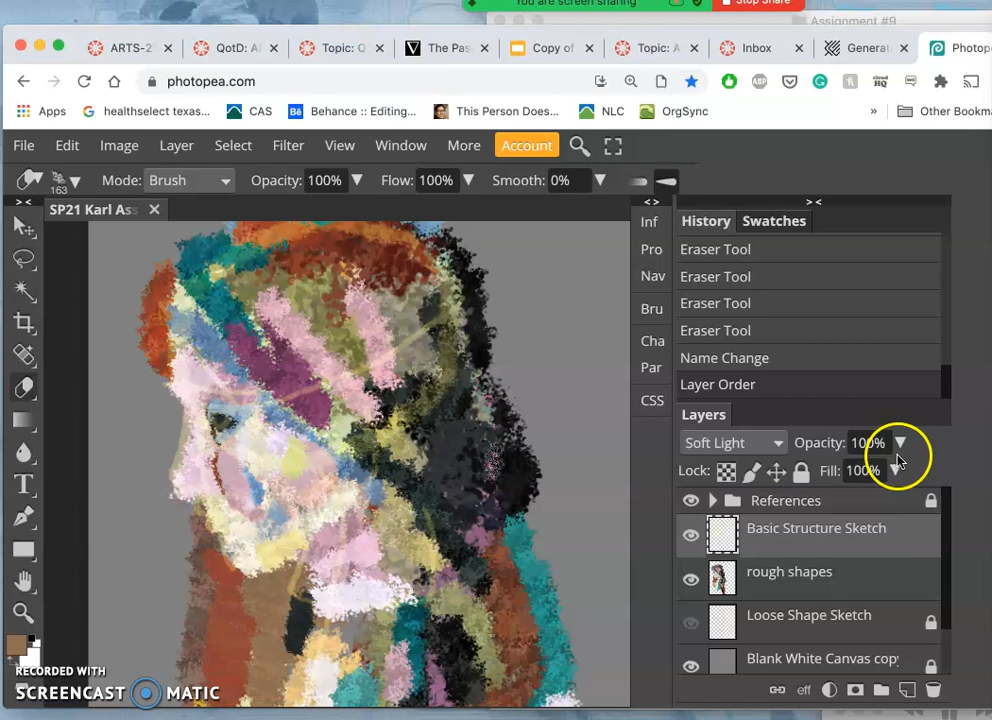 You are screen sharing
Stop Share
Assignment #9
ARTS-2
QotD: A
Topic: Q
The Pas
Copy of
Topic: A
Inbox
Generat
Photop
photopea.com
ABP
HQ
Apps
healthselect texas...
CAS
Behance :: Editing...
This Person Does...
NLC
OrgSync
»
Other Bookma
File Edit Image Layer Select Filter View Window More Account
163 Mode: Brush Opacity: 100% Flow: 100% Smooth: 0%
> <
SP21 Karl Ass
< >
> <
Inf
Pro
Nav
Bru
Cha
Par
CSS
History Swatches
Eraser Tool
Eraser Tool
Eraser Tool
Eraser Tool
Name Change
Layer Order
Layers
Soft Light Opacity: 100%
Lock: Fill: 100%
References
Basic Structure Sketch
rough shapes
Loose Shape Sketch
Blank White Canvas copy
eff
RECORDED WITH
SCREENCAST MATIC